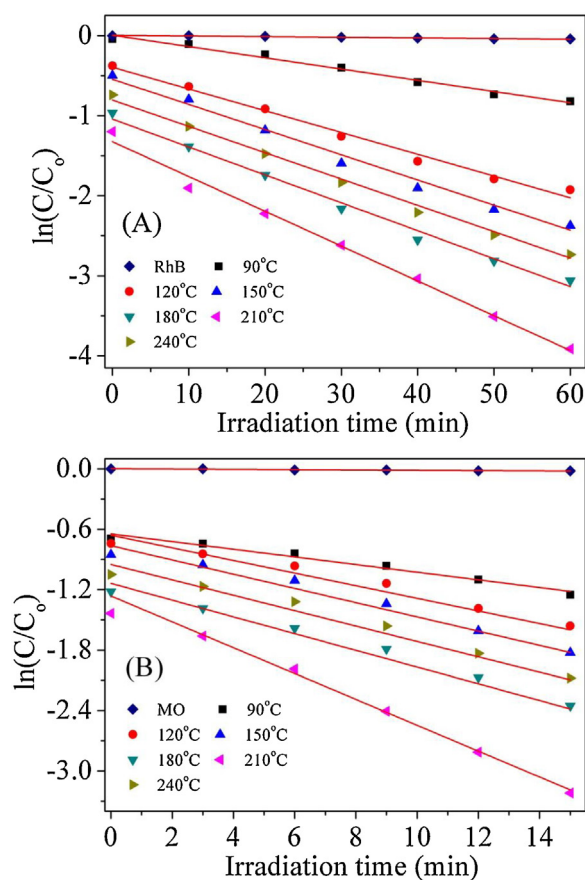 (A)
ln(C/Co)
0
-1
-2
-3
-4
RhB 90°C
120°C 150°C
180°C 210°C
240°C
0 10 20 30 40 50 60
Irradiation time (min)
(B)
ln(C/Co)
0.0
-0.6
-1.2
-1.8
-2.4
-3.0
MO 90°C
120°C 150°C
180°C 210°C
240°C
0 2 4 6 8 10 12 14
Irradiation time (min)